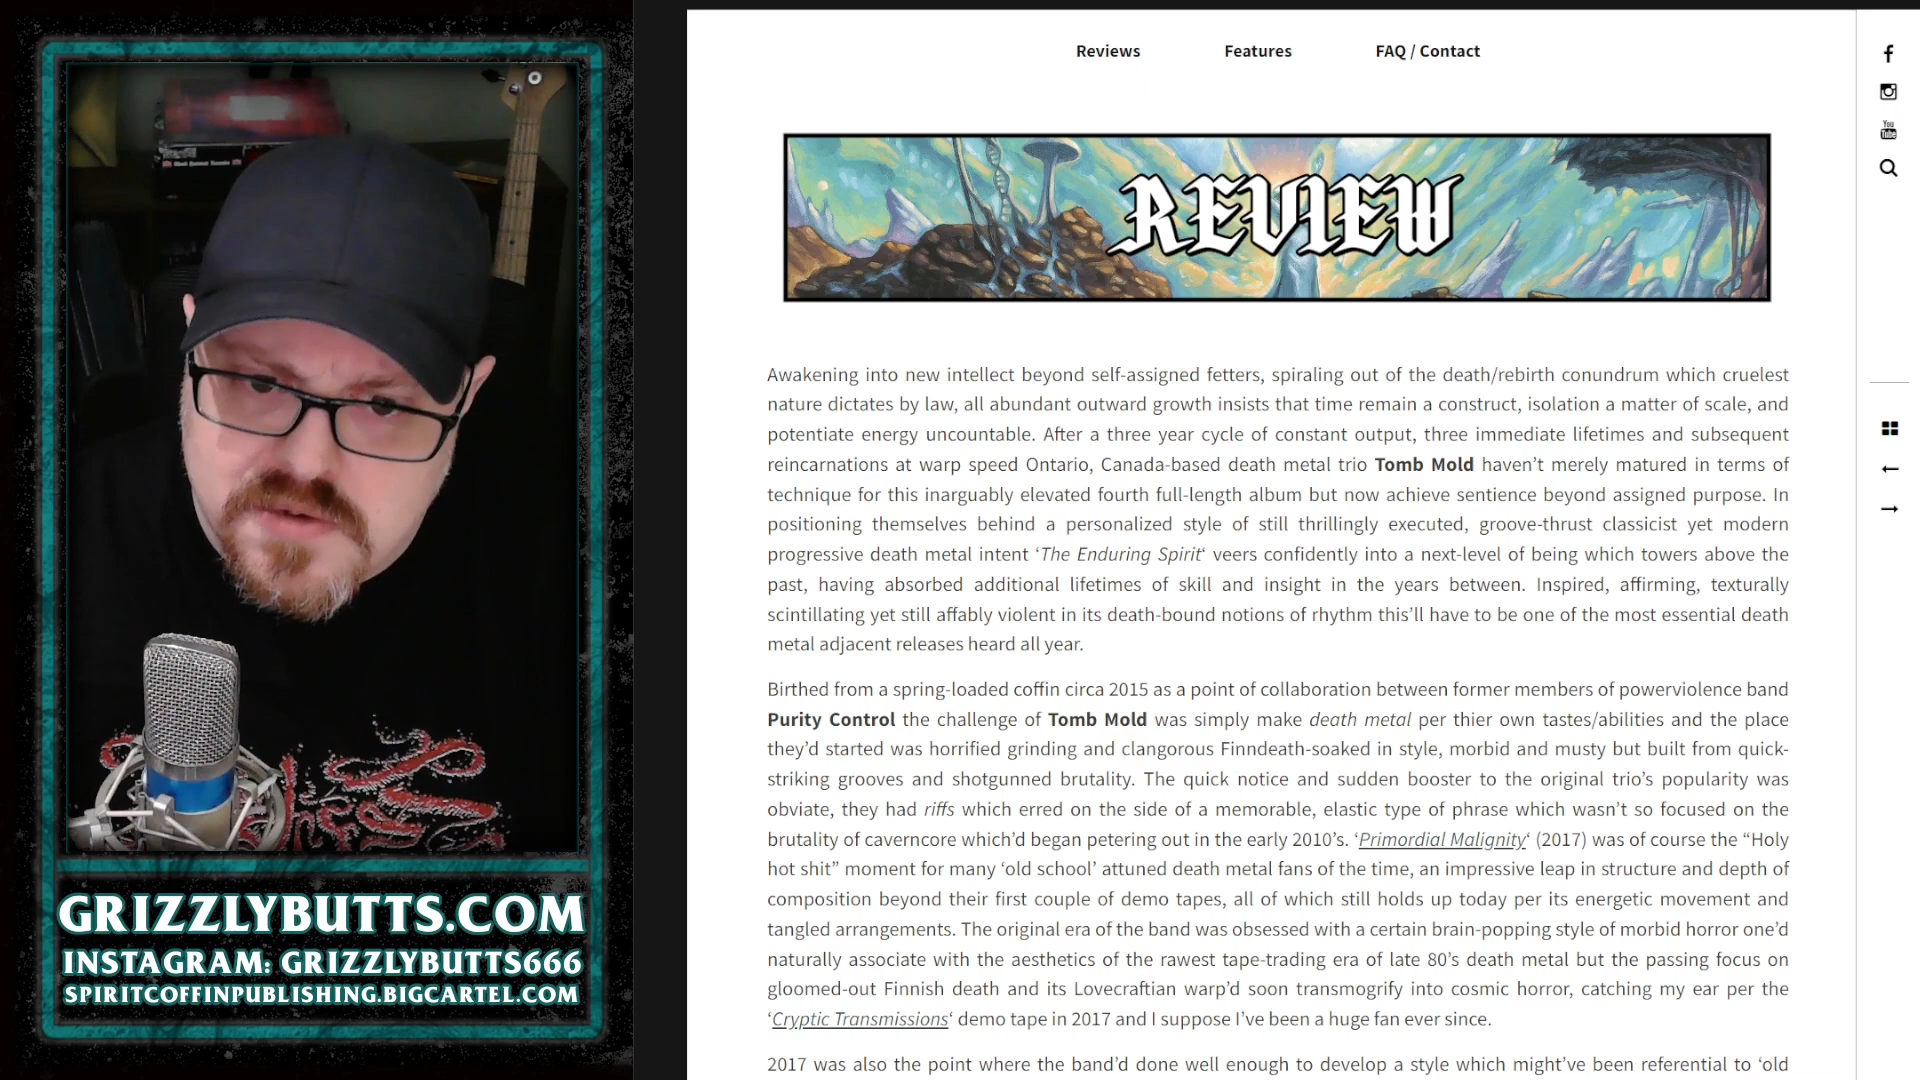 GRIZZLYBUTTS.COM
INSTAGRAM: GRIZZLYBUTTS666
SPIRITCOFFINPUBLISHING.BIGCARTEL.COM
Reviews Features FAQ / Contact
You
Tube
REVIEW
Awakening into new intellect beyond self-assigned fetters, spiraling out of the death/rebirth conundrum which cruelest
nature dictates by law, all abundant outward growth insists that time remain a construct, isolation a matter of scale, and
potentiate energy uncountable. After a three year cycle of constant output, three immediate lifetimes and subsequent
reincarnations at warp speed Ontario, Canada-based death metal trio Tomb Mold haven’t merely matured in terms of
technique for this inarguably elevated fourth full-length album but now achieve sentience beyond assigned purpose. In
positioning themselves behind a personalized style of still thrillingly executed, groove-thrust classicist yet modern
progressive death metal intent ‘The Enduring Spirit‘ veers confidently into a next-level of being which towers above the
past, having absorbed additional lifetimes of skill and insight in the years between. Inspired, affirming, texturally
scintillating yet still affably violent in its death-bound notions of rhythm this’ll have to be one of the most essential death
metal adjacent releases heard all year.
Birthed from a spring-loaded coffin circa 2015 as a point of collaboration between former members of powerviolence band
Purity Control the challenge of Tomb Mold was simply make death metal per thier own tastes/abilities and the place
they’d started was horrified grinding and clangorous Finndeath-soaked in style, morbid and musty but built from quick-
striking grooves and shotgunned brutality. The quick notice and sudden booster to the original trio’s popularity was
obviate, they had riffs which erred on the side of a memorable, elastic type of phrase which wasn’t so focused on the
brutality of caverncore which’d began petering out in the early 2010’s. ‘Primordial Malignity‘ (2017) was of course the “Holy
hot shit” moment for many ‘old school’ attuned death metal fans of the time, an impressive leap in structure and depth of
composition beyond their first couple of demo tapes, all of which still holds up today per its energetic movement and
tangled arrangements. The original era of the band was obsessed with a certain brain-popping style of morbid horror one’d
naturally associate with the aesthetics of the rawest tape-trading era of late 80’s death metal but the passing focus on
gloomed-out Finnish death and its Lovecraftian warp’d soon transmogrify into cosmic horror, catching my ear per the
‘Cryptic Transmissions‘ demo tape in 2017 and I suppose I’ve been a huge fan ever since.
2017 was also the point where the band’d done well enough to develop a style which might’ve been referential to ‘old